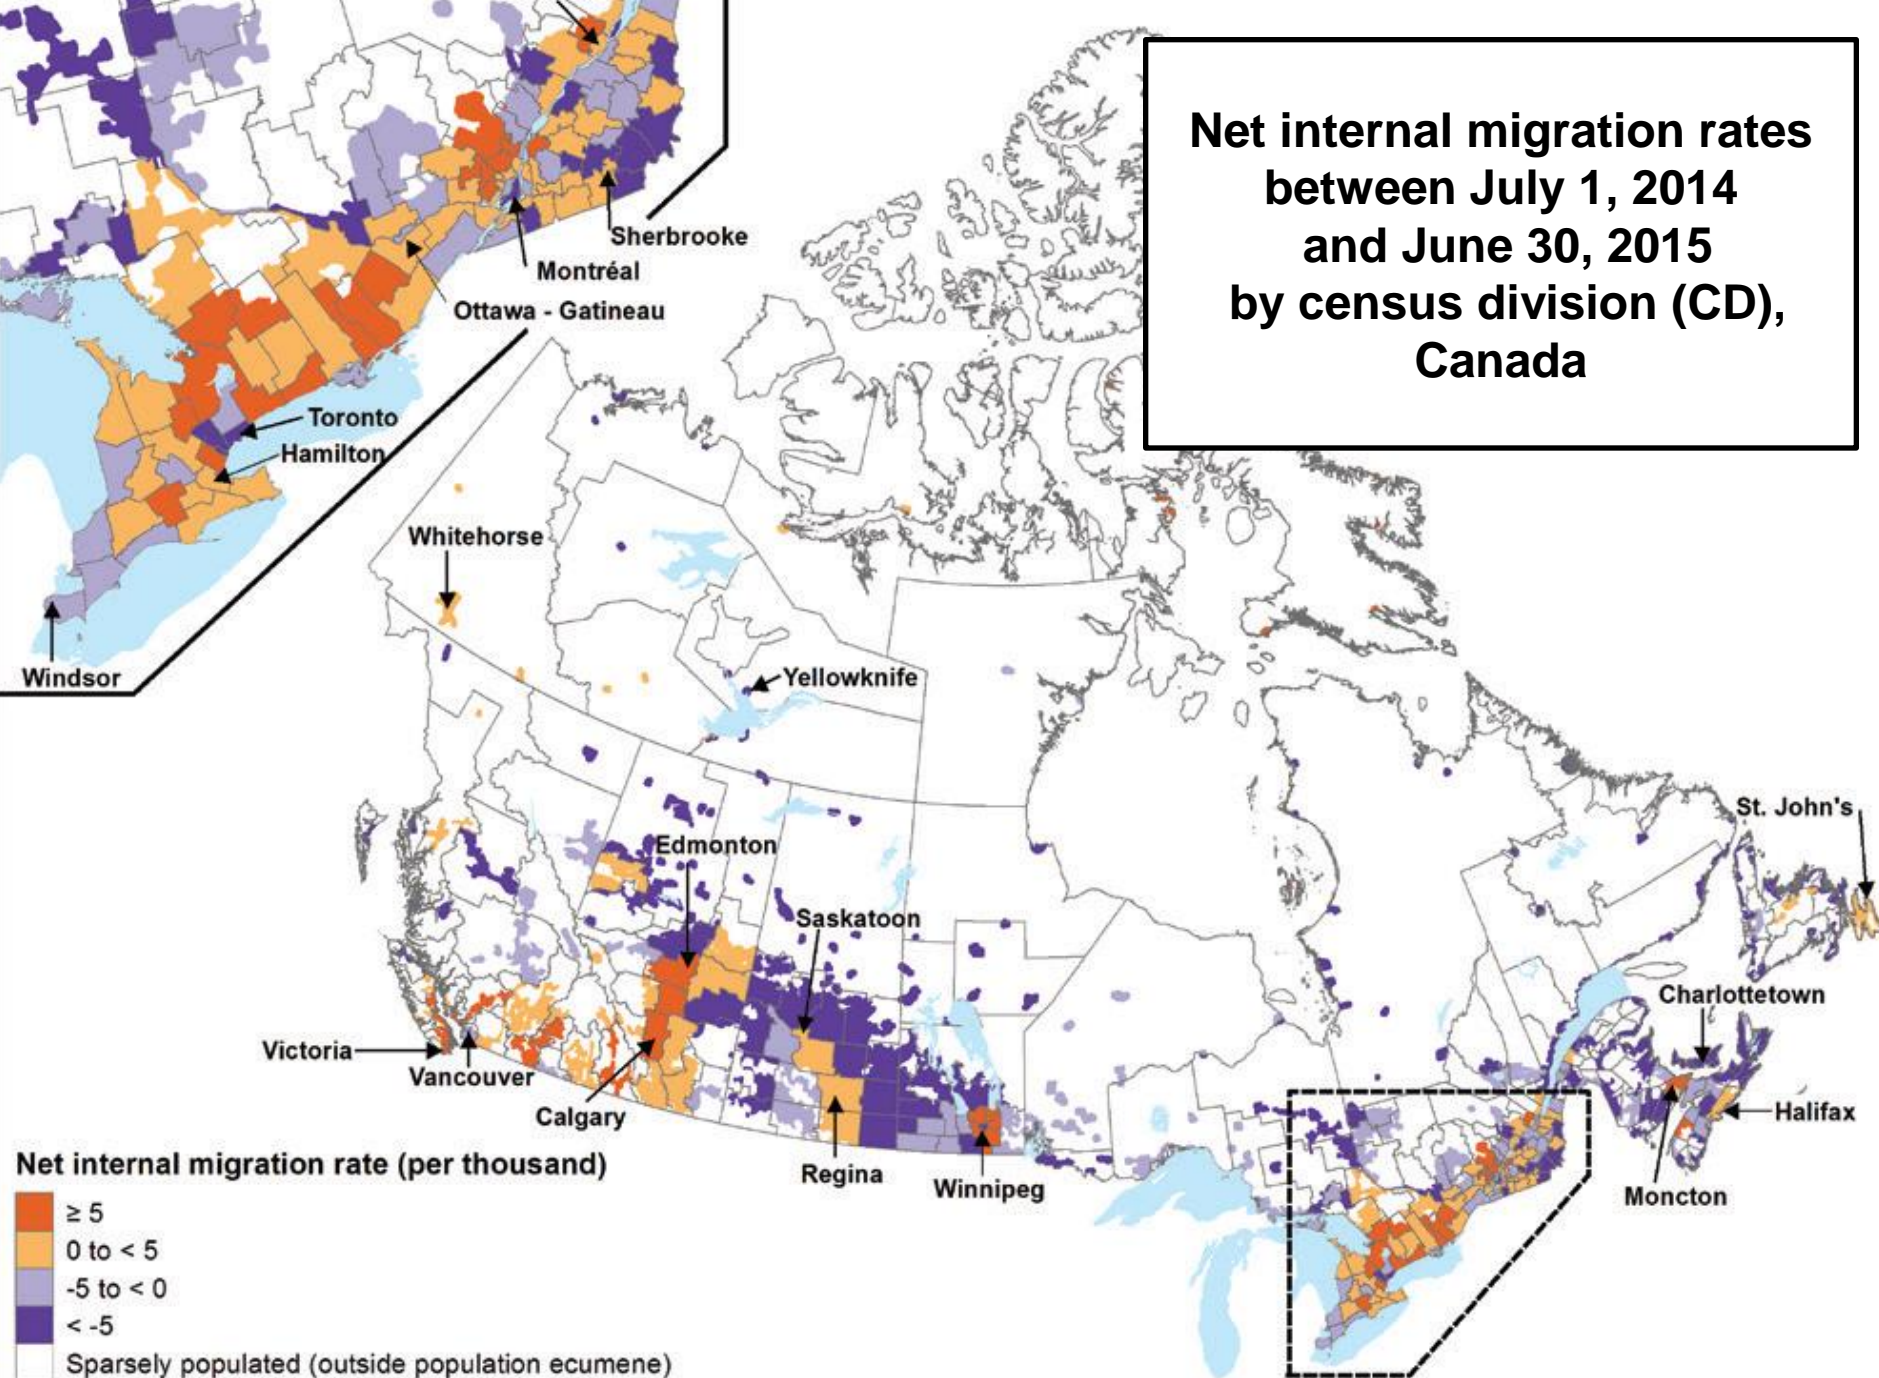 Net internal migration rates
between July 1, 2014
and June 30, 2015
by census division (CD),
Canada
Sherbrooke
Montréal
Ottawa - Gatineau
Toronto
Hamilton
Windsor
Whitehorse
Yellowknife
Edmonton
Saskatoon
St. John's
Charlottetown
Victoria
Vancouver
Calgary
Halifax
Regina
Winnipeg
Moncton
Net internal migration rate (per thousand)
≥ 5
0 to < 5
-5 to < 0
< -5
Sparsely populated (outside population ecumene)